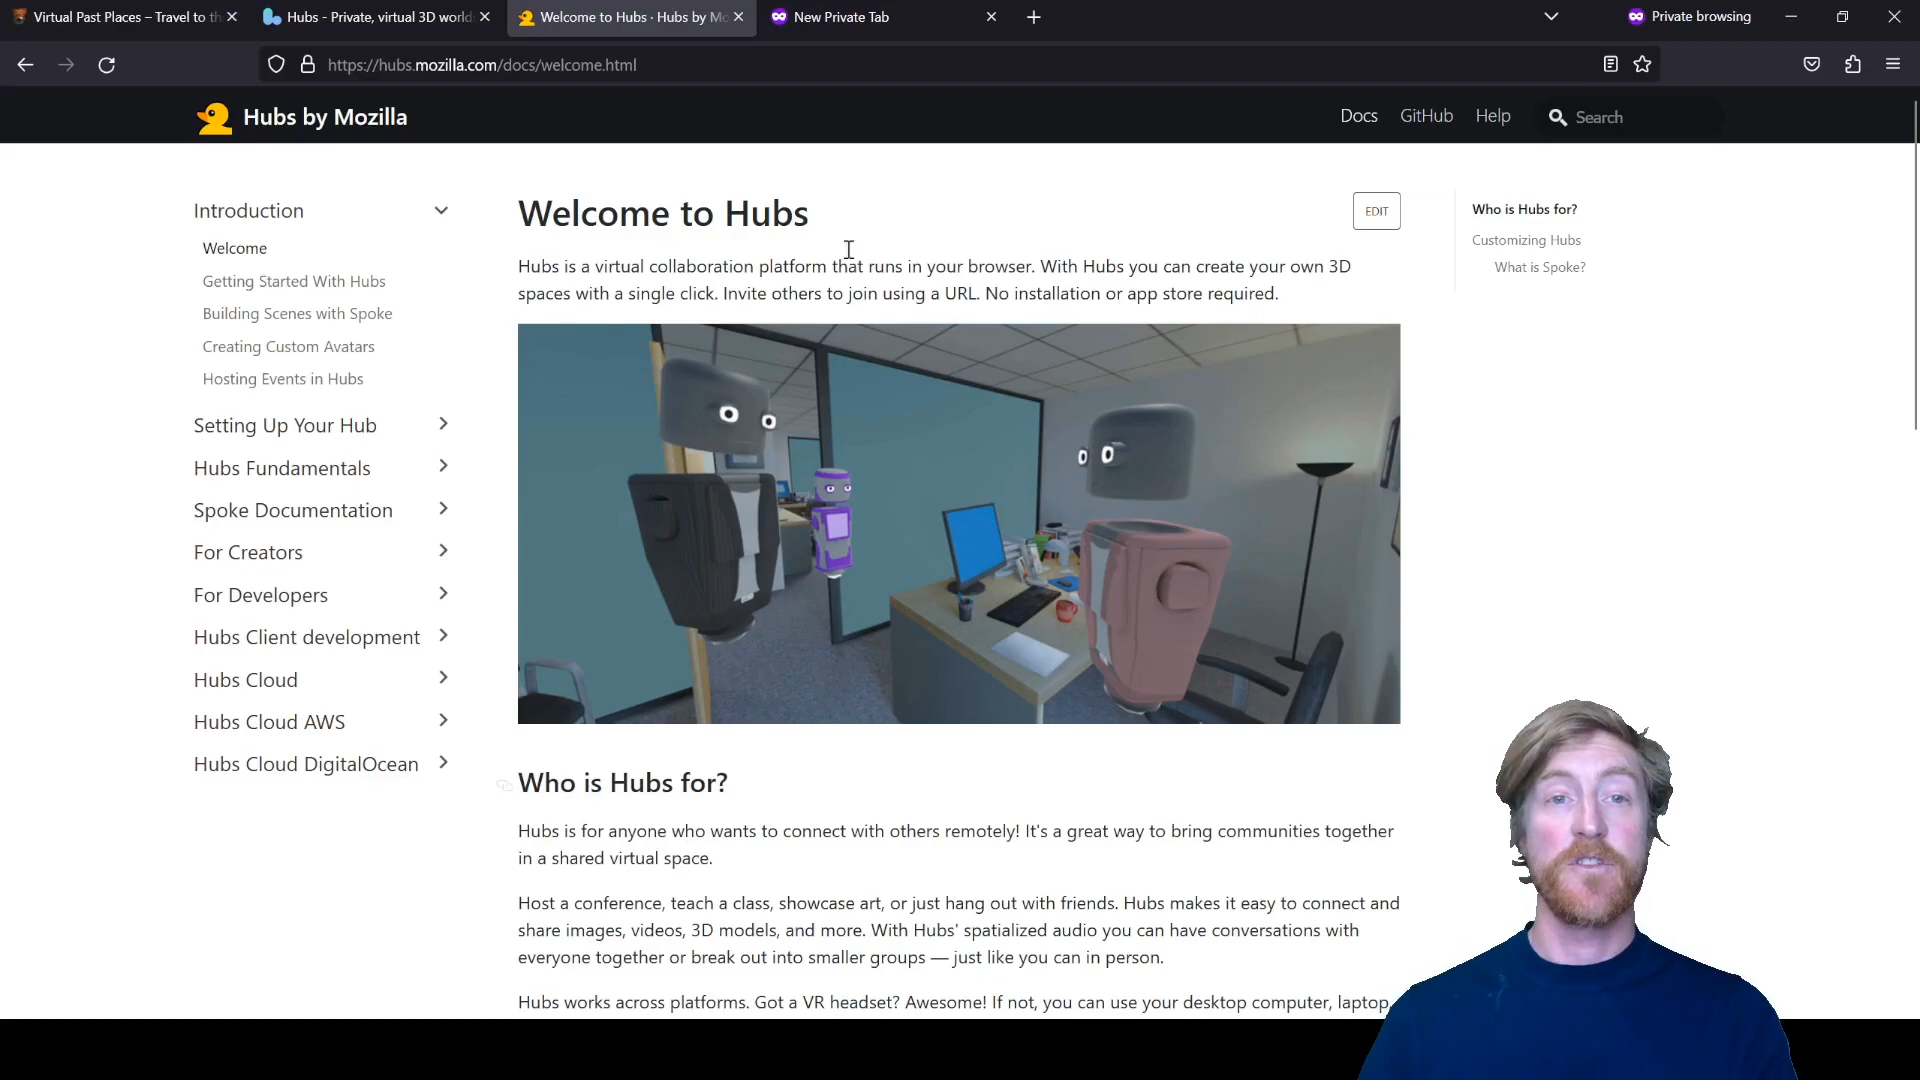 Virtual Past Places – Travel to th
Hubs - Private, virtual 3D world
Welcome to Hubs · Hubs by Mo
New Private Tab
Private browsing
https://hubs.mozilla.com/docs/welcome.html
Hubs by Mozilla
Docs
GitHub
Help
Search
Introduction
Welcome
Getting Started With Hubs
Building Scenes with Spoke
Creating Custom Avatars
Hosting Events in Hubs
Setting Up Your Hub
Hubs Fundamentals
Spoke Documentation
For Creators
For Developers
Hubs Client development
Hubs Cloud
Hubs Cloud AWS
Hubs Cloud DigitalOcean
Welcome to Hubs
EDIT
Hubs is a virtual collaboration platform that runs in your browser. With Hubs you can create your own 3D
spaces with a single click. Invite others to join using a URL. No installation or app store required.
Who is Hubs for?
Hubs is for anyone who wants to connect with others remotely! It's a great way to bring communities together
in a shared virtual space.
Host a conference, teach a class, showcase art, or just hang out with friends. Hubs makes it easy to connect and
share images, videos, 3D models, and more. With Hubs' spatialized audio you can have conversations with
everyone together or break out into smaller groups — just like you can in person.
Hubs works across platforms. Got a VR headset? Awesome! If not, you can use your desktop computer, laptop,
Who is Hubs for?
Customizing Hubs
What is Spoke?